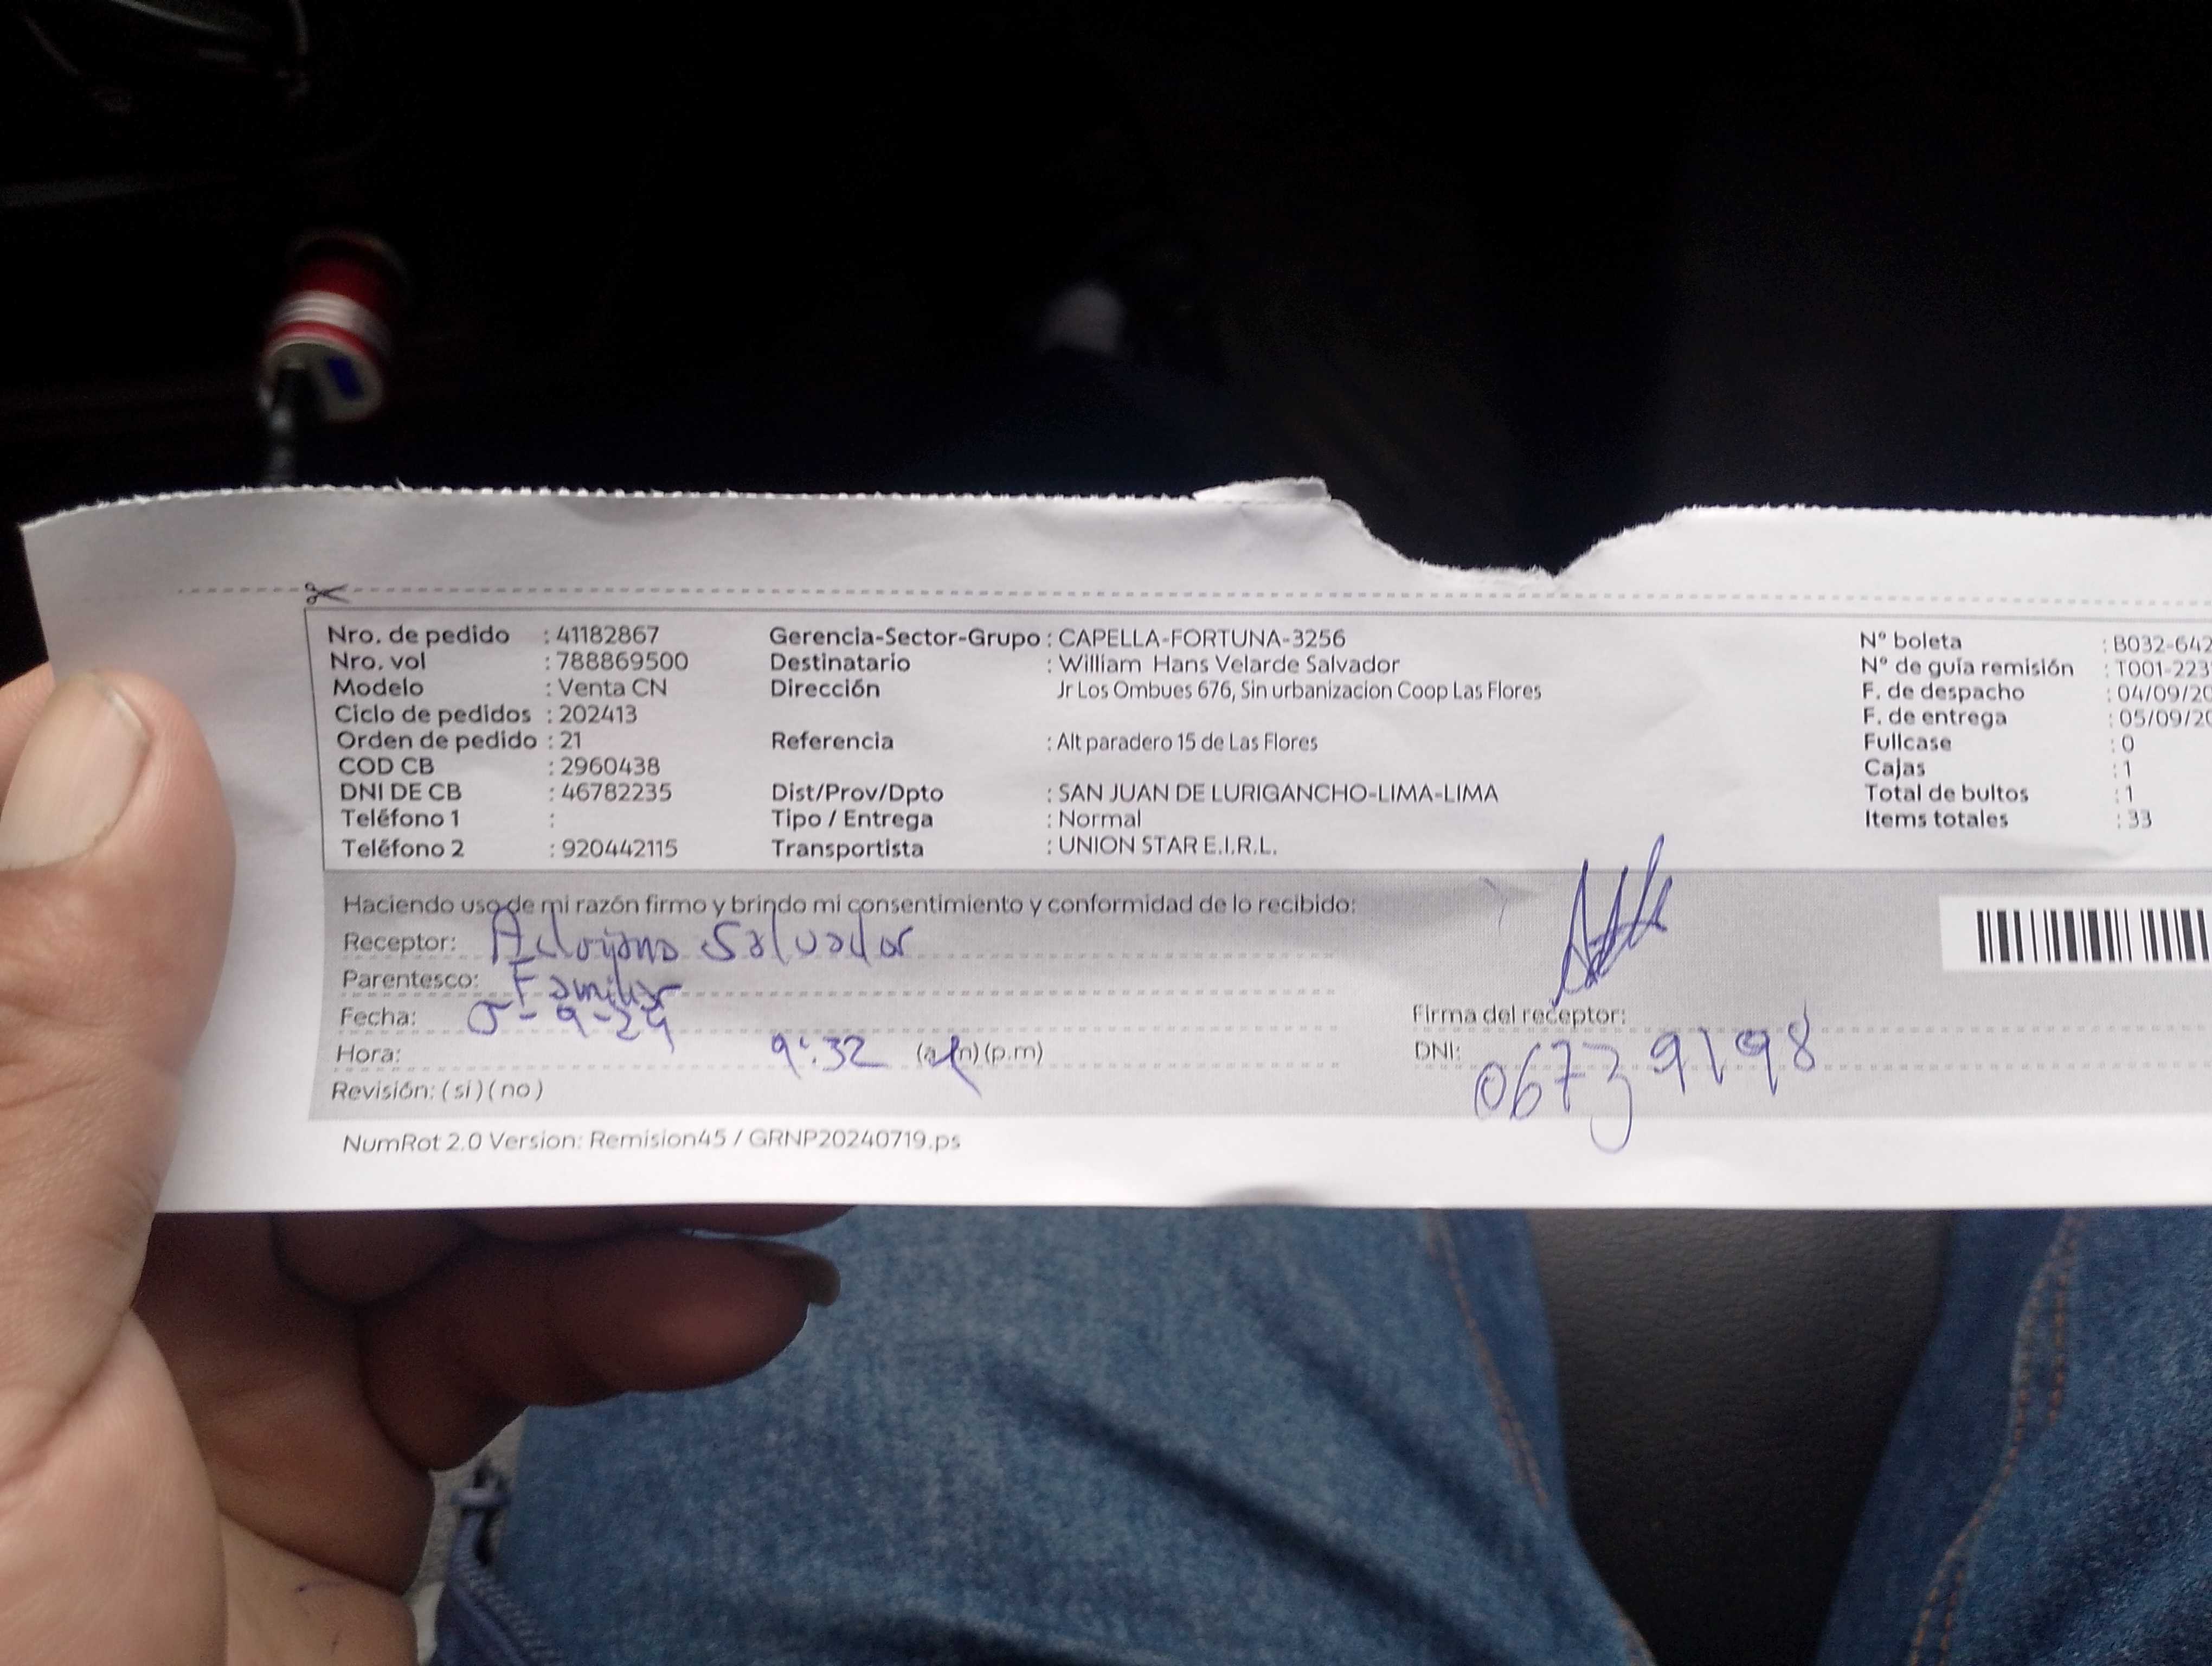 Nro. de pedido : 41182867 Gerencia-Sector-Grupo : CAPELLA-FORTUNA-3256 N° boleta : B032-642
Nro. vol : 788869500 Destinatario : William Hans Velarde Salvador N° de guía remisión : T001-223
Modelo : Venta CN Dirección Jr Los Ombues 676, Sin urbanizacion Coop Las Flores F. de despacho : 04/09/20
Ciclo de pedidos : 202413 F. de entrega : 05/09/20
Orden de pedido : 21 Referencia : Alt paradero 15 de Las Flores Fullcase : 0
COD CB : 2960438 Cajas : 1
DNI DE CB : 46782235 Dist/Prov/Dpto : SAN JUAN DE LURIGANCHO-LIMA-LIMA Total de bultos : 1
Teléfono 1 : Tipo / Entrega : Normal Items totales : 33
Teléfono 2 : 920442115 Transportista : UNION STAR E.I.R.L.
Haciendo uso de mi razón firmo y brindo mi consentimiento y conformidad de lo recibido:
Receptor: Adoriano Salvador
Parentesco: Familiar
Fecha: 5-9-24 Firma del receptor:
Hora: 9:32 (a.m) (p.m) DNI: 06739198
Revisión: (si) (no)
NumRot 2.0 Version: Remision45 / GRNP20240719.ps